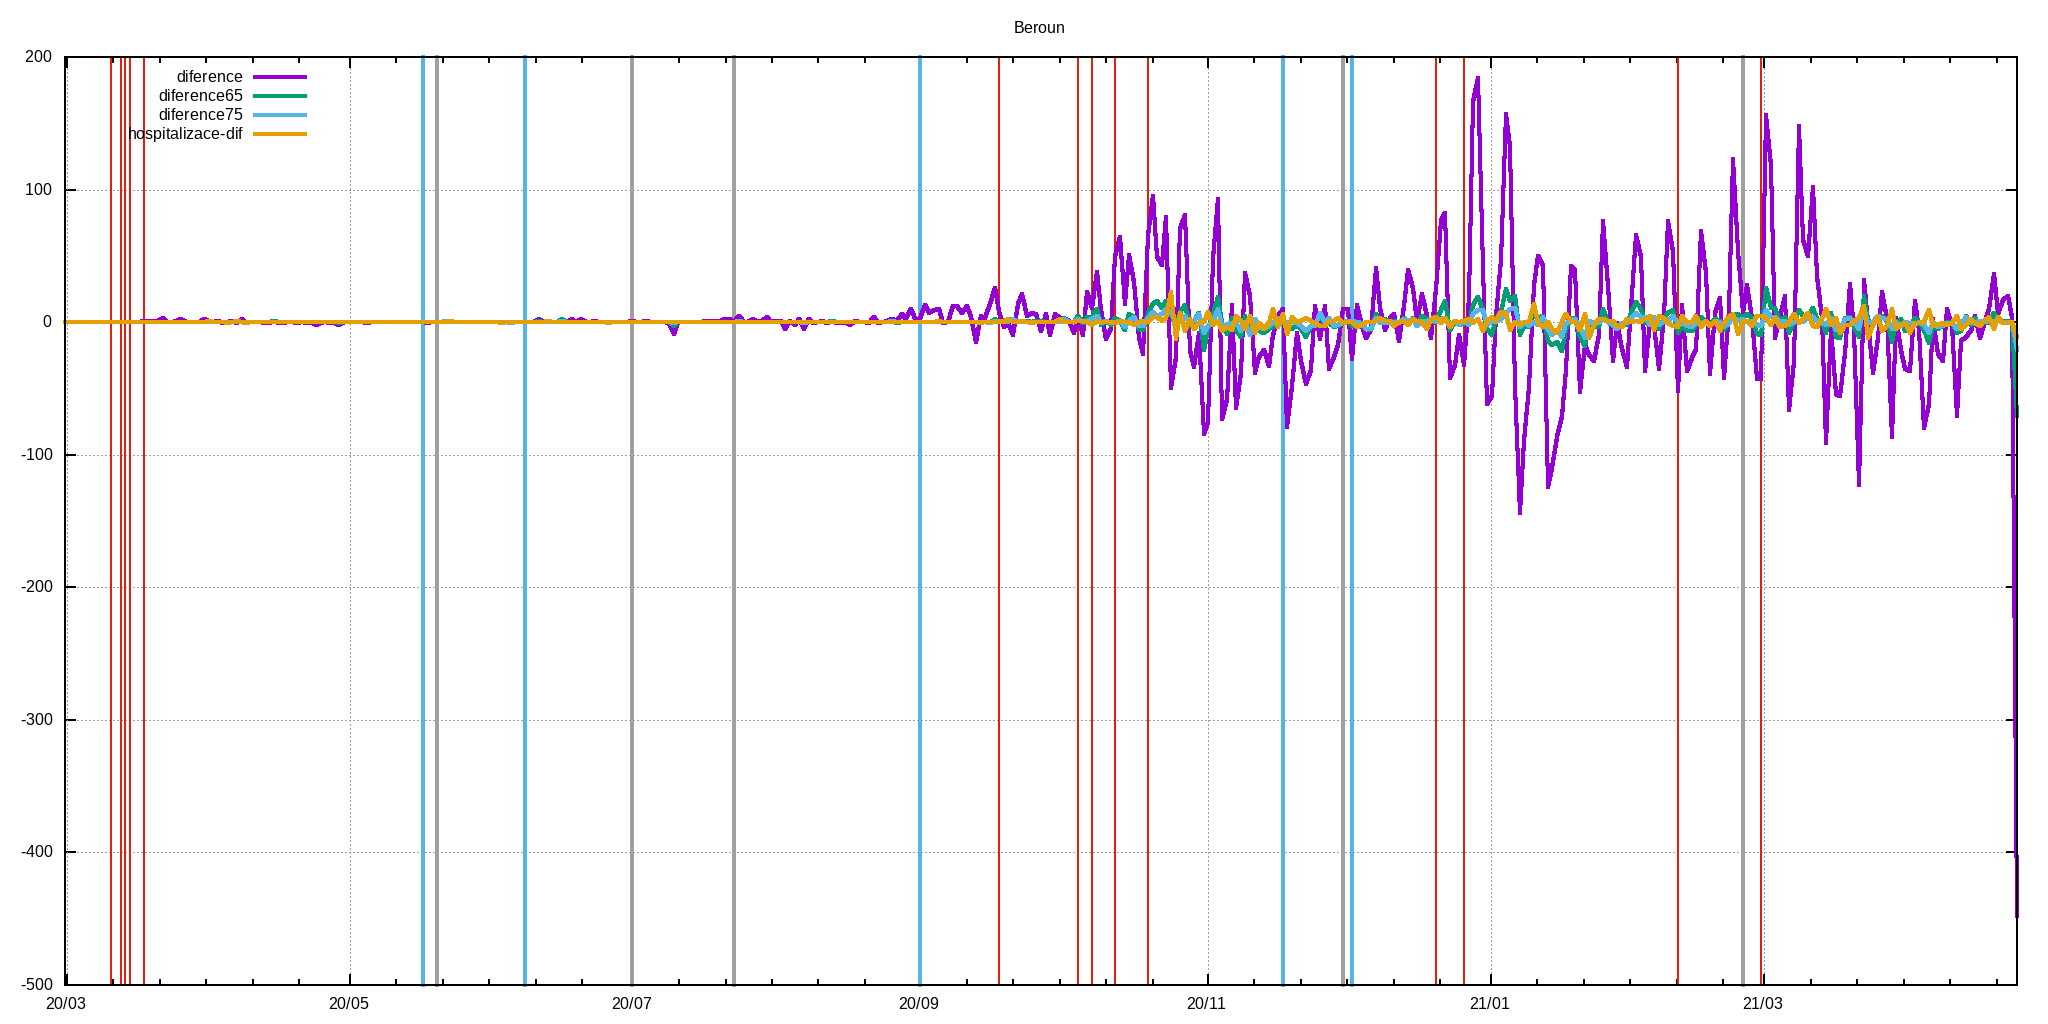 Beroun
200
diference
diference65
diference75
hospitalizace-dif
100
0
-100
-200
-300
-400
-500
20/03 20/05 20/07 20/09 20/11 21/01 21/03